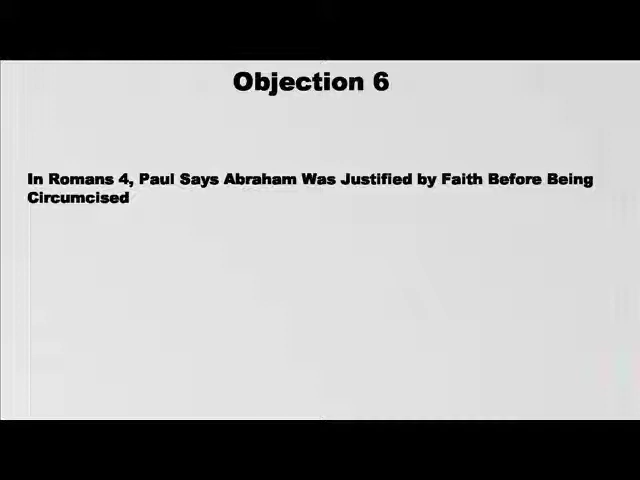 Objection 6
In Romans 4, Paul Says Abraham Was Justified by Faith Before Being
Circumcised